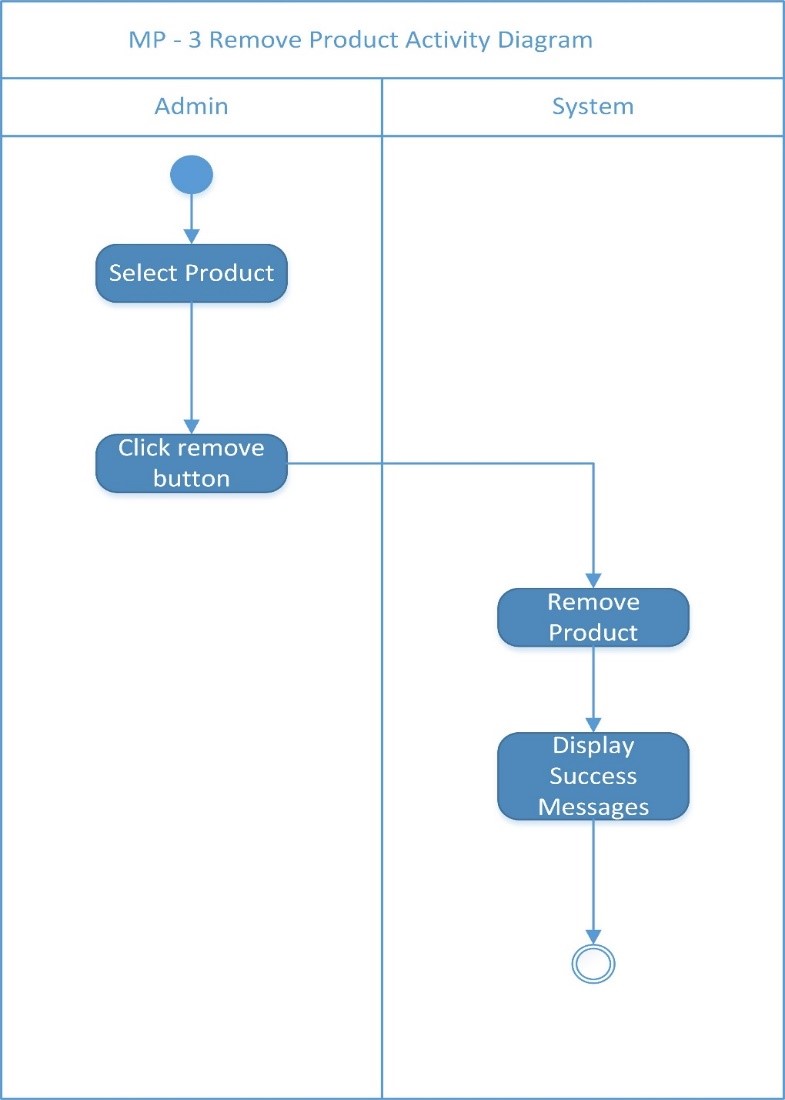 MP - 3 Remove Product Activity Diagram
Admin
System
Select Product
Click remove
button
Remove
Product
Display
Success
Messages